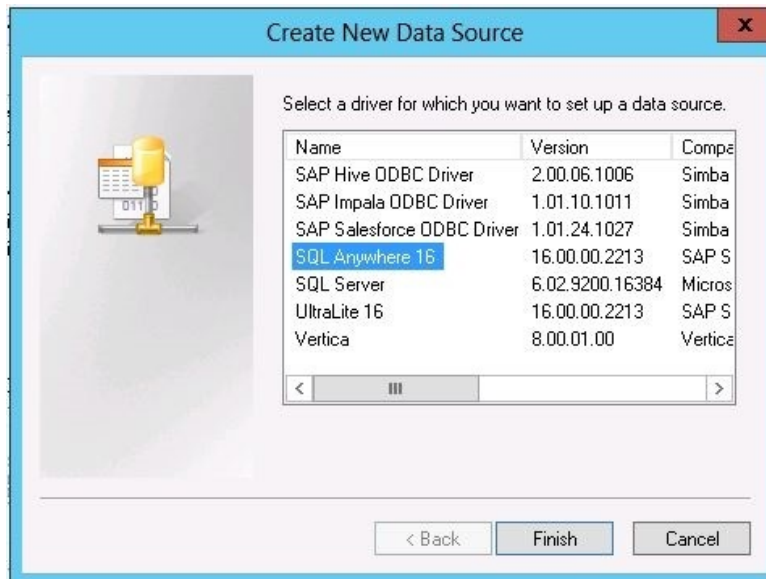 Create New Data Source
x
Select a driver for which you want to set up a data source.
Name Version Compa
SAP Hive ODBC Driver 2.00.06.1006 Simba
SAP Impala ODBC Driver 1.01.10.1011 Simba
SAP Salesforce ODBC Driver 1.01.24.1027 Simba
SQL Anywhere 16 16.00.00.2213 SAP S
SQL Server 6.02.9200.16384 Micros
UltraLite 16 16.00.00.2213 SAP S
Vertica 8.00.01.00 Vertica
< Back Finish Cancel